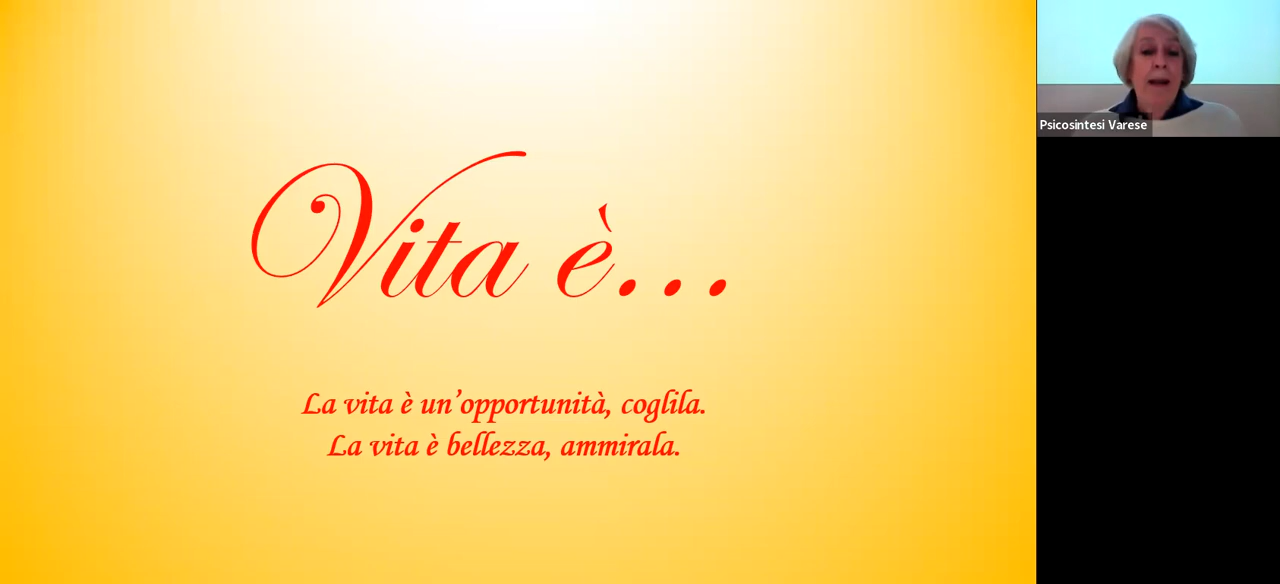 Vita è...
La vita è un’opportunità, coglila.
La vita è bellezza, ammirala.
Psicosintesi Varese